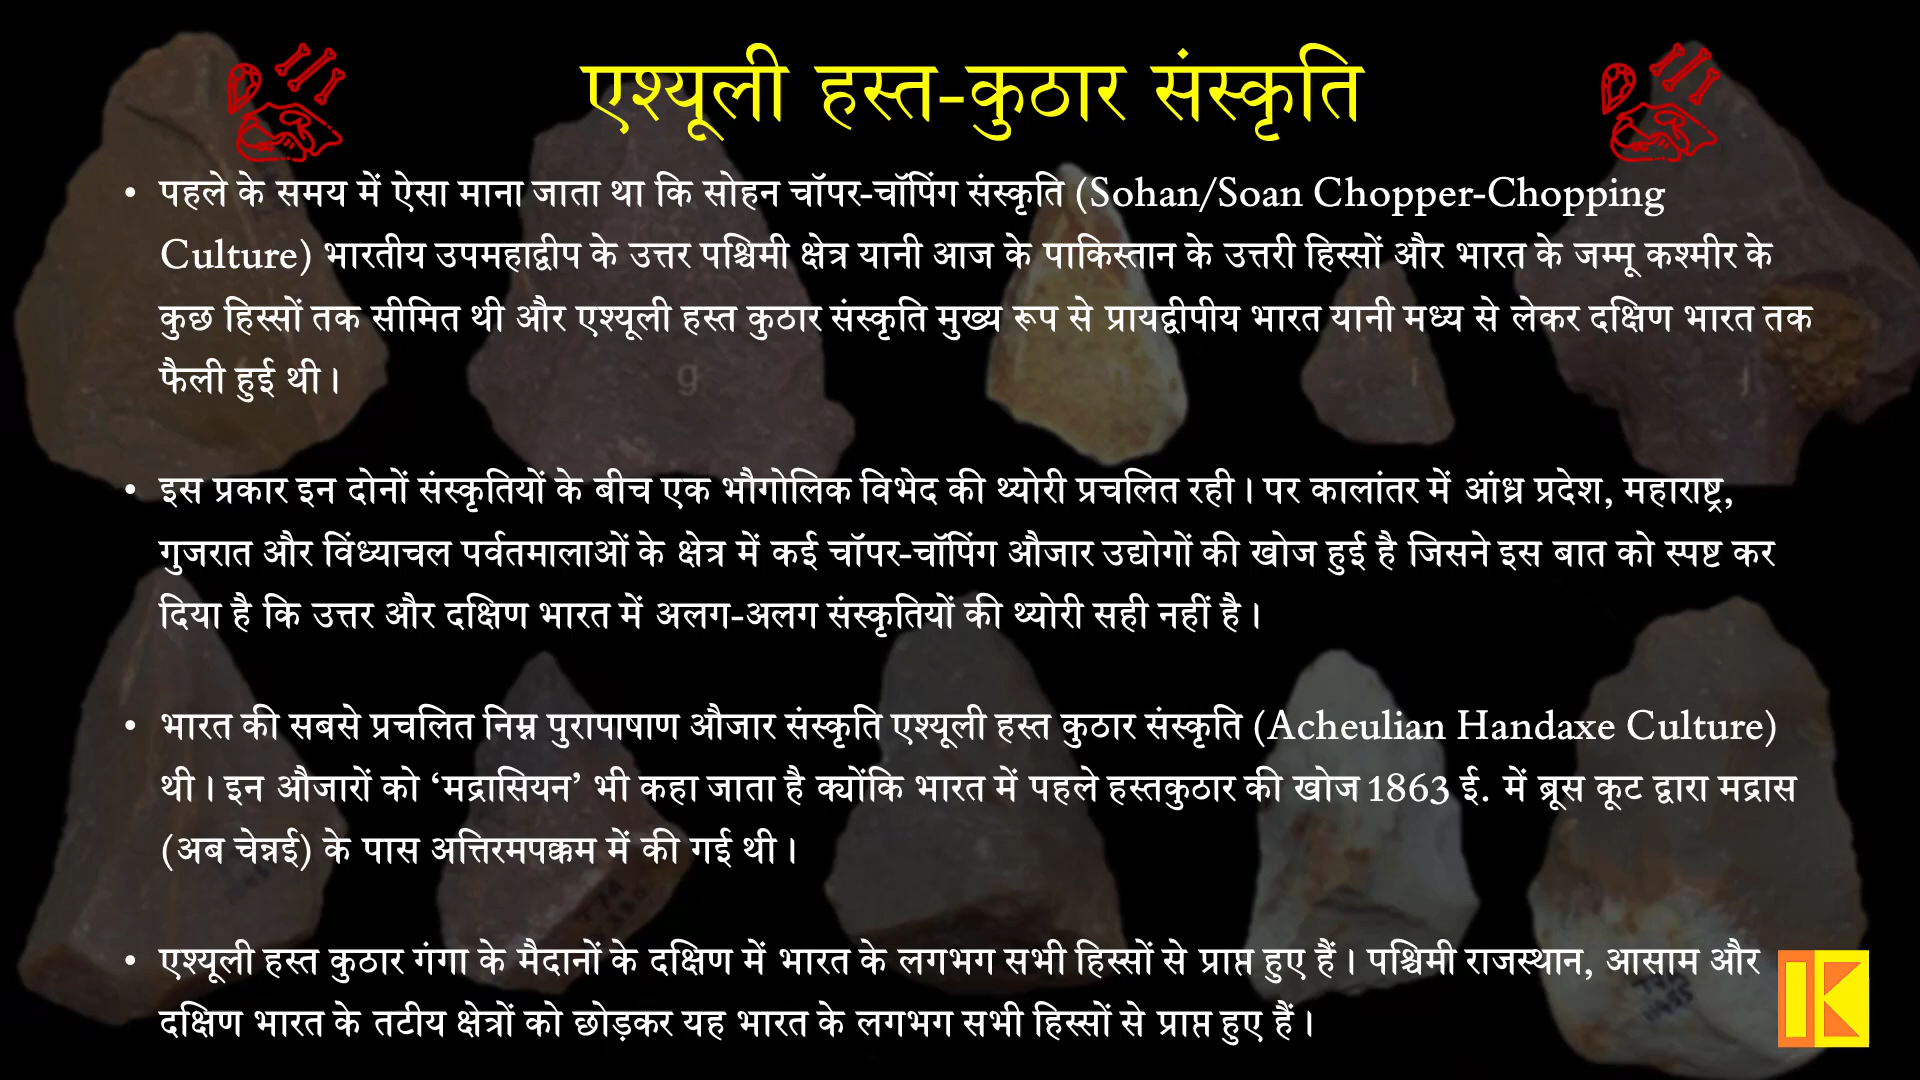 एश्यूली हस्त-कुठार संस्कृति
• पहले के समय में ऐसा माना जाता था कि सोहन चॉपर-चॉपिंग संस्कृति (Sohan/Soan Chopper-Chopping
Culture) भारतीय उपमहाद्वीप के उत्तर पश्चिमी क्षेत्र यानी आज के पाकिस्तान के उत्तरी हिस्सों और भारत के जम्मू कश्मीर के
कुछ हिस्सों तक सीमित थी और एश्यूली हस्त कुठार संस्कृति मुख्य रूप से प्रायद्वीपीय भारत यानी मध्य से लेकर दक्षिण भारत तक
फैली हुई थी।
g
• इस प्रकार इन दोनों संस्कृतियों के बीच एक भौगोलिक विभेद की थ्योरी प्रचलित रही। पर कालांतर में आंध्र प्रदेश, महाराष्ट्र,
गुजरात और विंध्याचल पर्वतमालाओं के क्षेत्र में कई चॉपर-चॉपिंग औजार उद्योगों की खोज हुई है जिसने इस बात को स्पष्ट कर
दिया है कि उत्तर और दक्षिण भारत में अलग-अलग संस्कृतियों की थ्योरी सही नहीं है।
• भारत की सबसे प्रचलित निम्न पुरापाषाण औजार संस्कृति एश्यूली हस्त कुठार संस्कृति (Acheulian Handaxe Culture)
थी। इन औजारों को ‘मद्रासियन’ भी कहा जाता है क्योंकि भारत में पहले हस्तकुठार की खोज 1863 ई. में ब्रूस कूट द्वारा मद्रास
(अब चेन्नई) के पास अत्तिरमपक्कम में की गई थी।
• एश्यूली हस्त कुठार गंगा के मैदानों के दक्षिण में भारत के लगभग सभी हिस्सों से प्राप्त हुए हैं। पश्चिमी राजस्थान, आसाम और
दक्षिण भारत के तटीय क्षेत्रों को छोड़कर यह भारत के लगभग सभी हिस्सों से प्राप्त हुए हैं।
IK